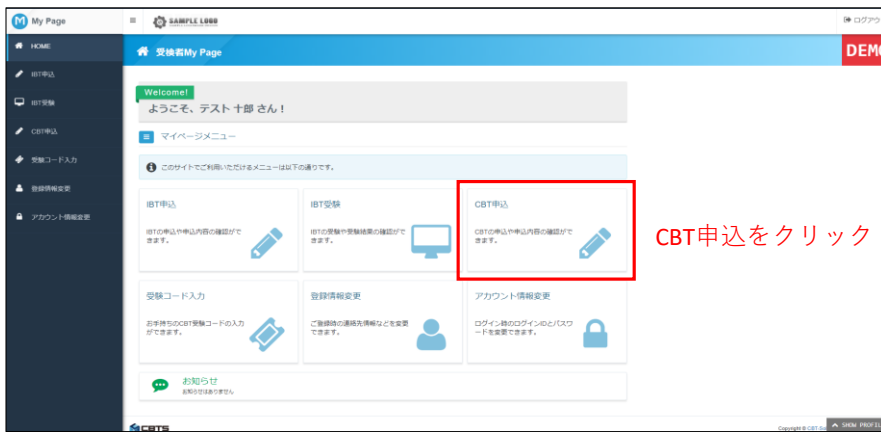 My Page
SAMPLE LOGO
ログアウ
HOME
受検者My Page
DEMO
IBT申込
IBT受験
CBT申込
受験コード入力
登録情報変更
アカウント情報変更
Welcome!
ようこそ、テスト 十郎 さん！
マイページメニュー
このサイトでご利用いただけるメニューは以下の通りです。
IBT申込
IBTの申込や申込内容の確認がで
きます。
IBT受験
IBTの受験や受験結果の確認がで
きます。
CBT申込
CBTの申込や申込内容の確認がで
きます。
CBT申込をクリック
受験コード入力
お手持ちのCBT受験コードの入力
ができます。
登録情報変更
ご登録時の連絡先情報などを変更
できます。
アカウント情報変更
ログイン時のログインIDとパスワ
ードを変更できます。
お知らせ
お知らせはありません
CBTS
Copyright © CBT
SHOW PROFIL